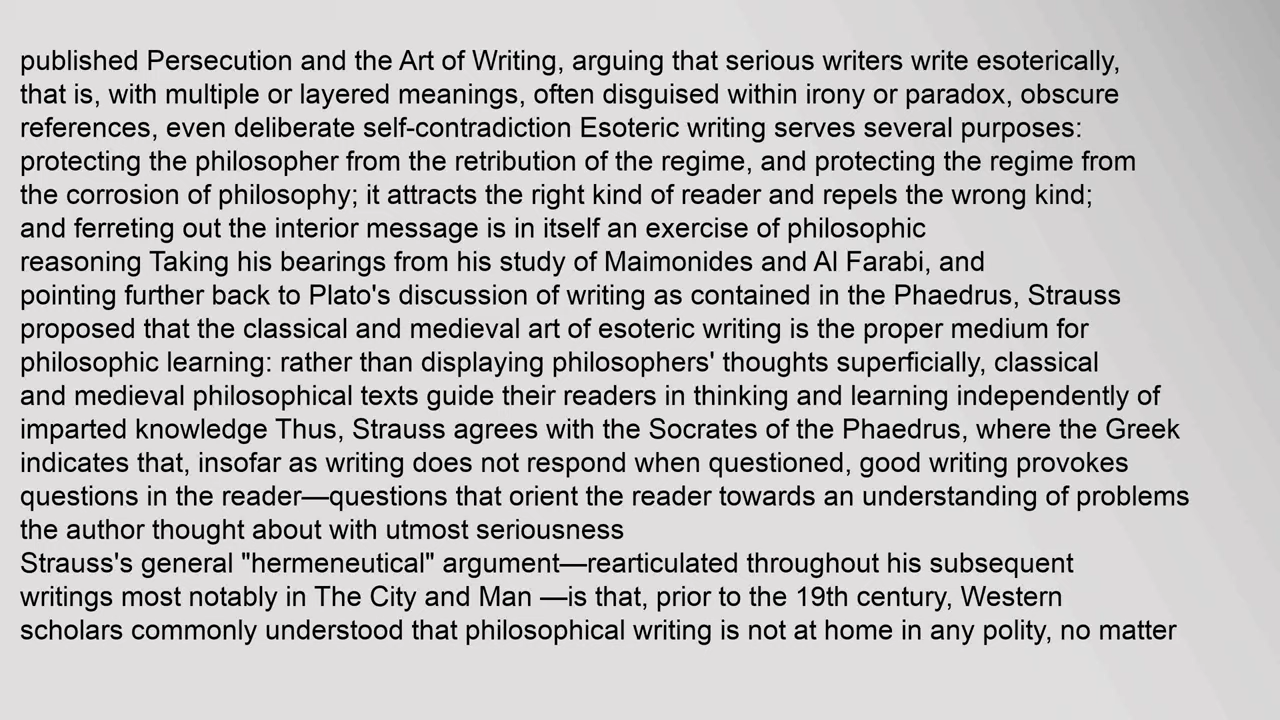 published Persecution and the Art of Writing, arguing that serious writers write esoterically,
that is, with multiple or layered meanings, often disguised within irony or paradox, obscure
references, even deliberate self-contradiction Esoteric writing serves several purposes:
protecting the philosopher from the retribution of the regime, and protecting the regime from
the corrosion of philosophy; it attracts the right kind of reader and repels the wrong kind;
and ferreting out the interior message is in itself an exercise of philosophic
reasoning Taking his bearings from his study of Maimonides and Al Farabi, and
pointing further back to Plato's discussion of writing as contained in the Phaedrus, Strauss
proposed that the classical and medieval art of esoteric writing is the proper medium for
philosophic learning: rather than displaying philosophers' thoughts superficially, classical
and medieval philosophical texts guide their readers in thinking and learning independently of
imparted knowledge Thus, Strauss agrees with the Socrates of the Phaedrus, where the Greek
indicates that, insofar as writing does not respond when questioned, good writing provokes
questions in the reader—questions that orient the reader towards an understanding of problems
the author thought about with utmost seriousness
Strauss's general "hermeneutical" argument—rearticulated throughout his subsequent
writings most notably in The City and Man —is that, prior to the 19th century, Western
scholars commonly understood that philosophical writing is not at home in any polity, no matter